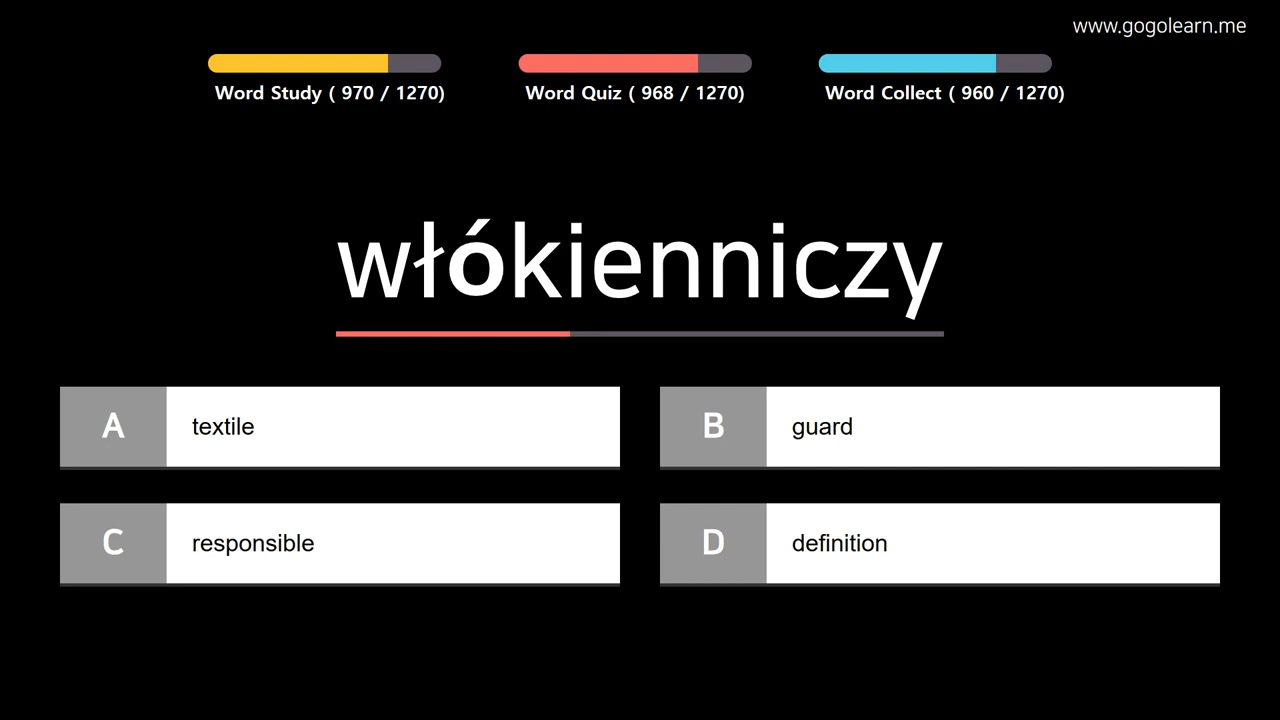 www.gogolearn.me
Word Study ( 970 / 1270)
Word Quiz ( 968 / 1270)
Word Collect ( 960 / 1270)
włókienniczy
A textile
B guard
C responsible
D definition